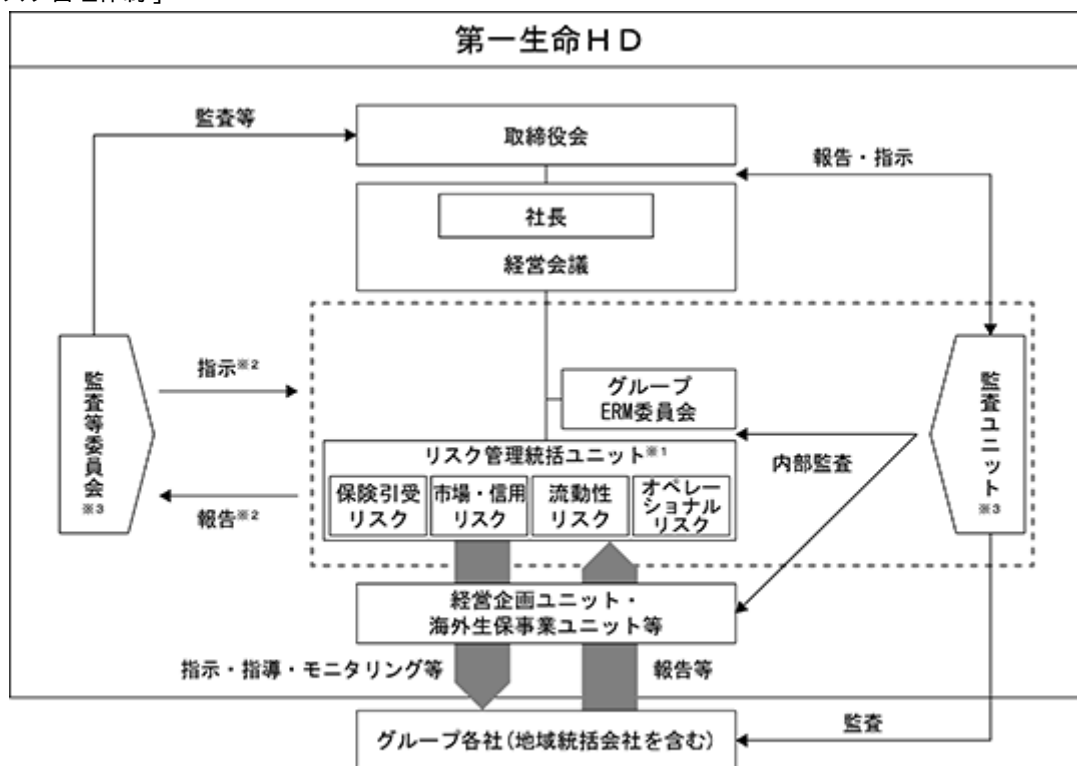 第一生命ＨＤ
監査等
取締役会
報告・指示
社長
経営会議
監査等委員会※3
指示※2
グループ
ERM委員会
監査ユニット※3
リスク管理統括ユニット※1
内部監査
保険引受
リスク
市場・信用
リスク
流動性
リスク
オペレー
ショナル
リスク
報告※2
経営企画ユニット・
海外生保事業ユニット等
指示・指導・モニタリング等
報告等
グループ各社（地域統括会社を含む）
監査